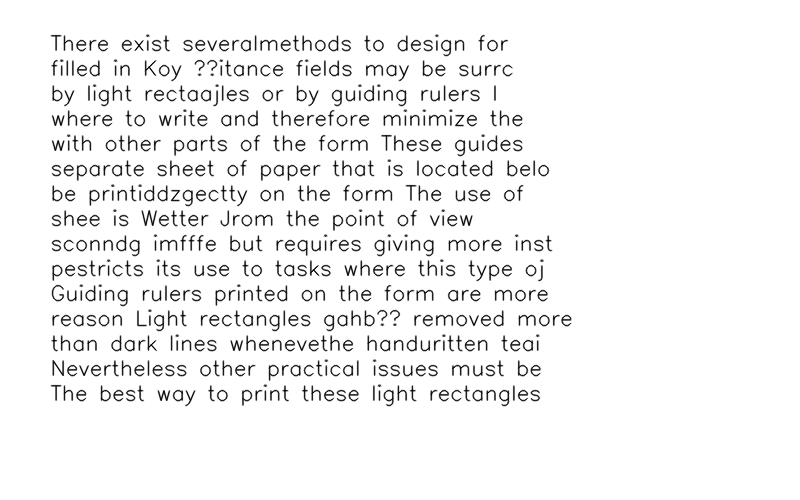 There exist severalmethods to design for
filled in Koy ??itance fields may be surrc
by light rectaajles or by guiding rulers I
where to write and therefore minimize the
with other parts of the form These guides
separate sheet of paper that is located belo
be printiddzgectty on the form The use of
shee is Wetter Jrom the point of view
sconndg imfffe but requires giving more inst
pestricts its use to tasks where this type oj
Guiding rulers printed on the form are more
reason Light rectangles gahb?? removed more
than dark lines whenevethe handuritten teai
Nevertheless other practical issues must be
The best way to print these light rectangles